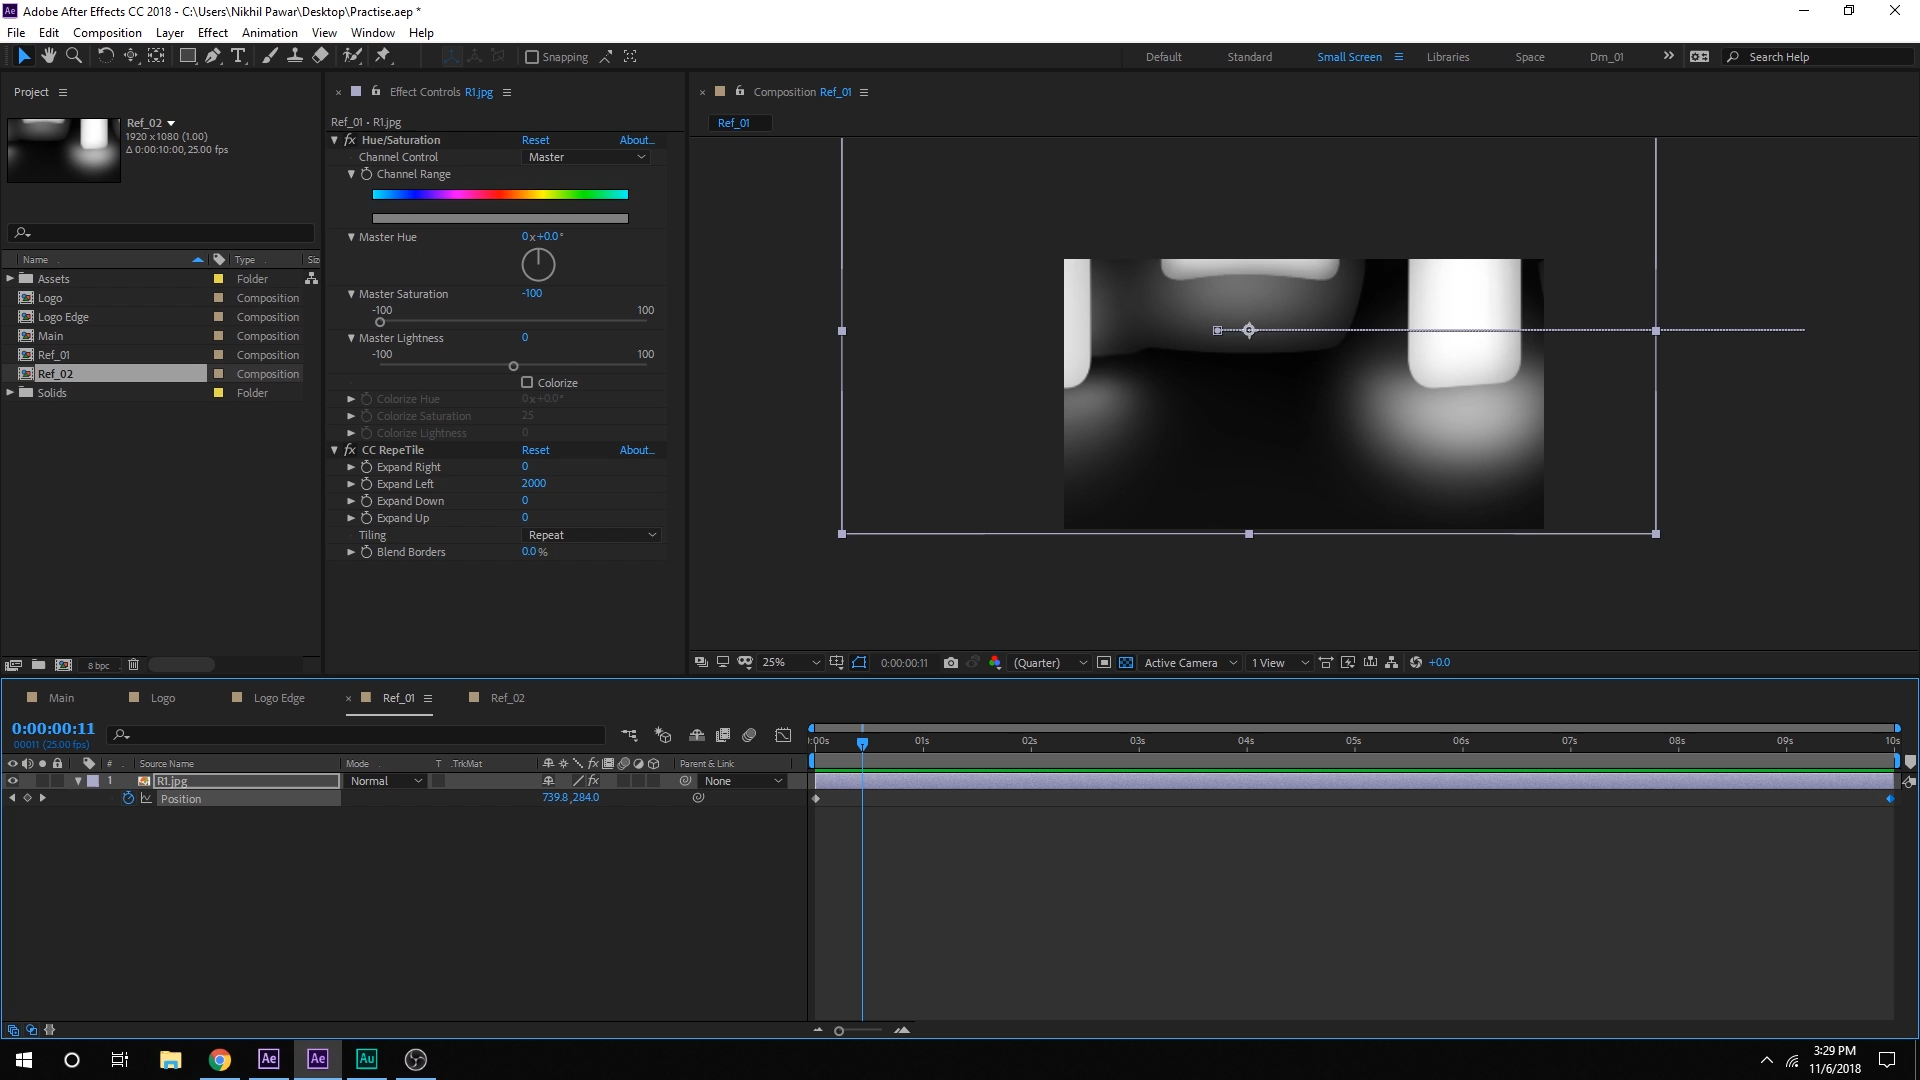 Adobe After Effects CC 2018 - C:\Users\Nikhil Pawar\Desktop\Practise.aep *
File Edit Composition Layer Effect Animation View Window Help
Snapping Default Standard Small Screen Libraries Space Dm_01 Search Help
Project
Ref_02
1920 x 1080 (1.00)
Δ 0:00:10:00, 25.00 fps
Name Type Siz
Assets Folder
Logo Composition
Logo Edge Composition
Main Composition
Ref_01 Composition
Ref_02 Composition
Solids Folder
8 bpc
Effect Controls R1.jpg
Ref_01 • R1.jpg
fx Hue/Saturation Reset About...
Channel Control Master
Channel Range
Master Hue 0x+0.0°
Master Saturation -100
-100 100
Master Lightness 0
-100 100
Colorize
Colorize Hue 0x+0.0°
Colorize Saturation 25
Colorize Lightness 0
fx CC RepeTile Reset About...
Expand Right 0
Expand Left 2000
Expand Down 0
Expand Up 0
Tiling Repeat
Blend Borders 0.0%
Composition Ref_01
Ref_01
25% 0:00:00:11 (Quarter) Active Camera 1 View +0.0
Main Logo Logo Edge Ref_01 Ref_02
0:00:00:11
00011 (25.00 fps)
:00s 01s 02s 03s 04s 05s 06s 07s 08s 09s 10s
# Source Name Mode T .TrkMat fx Parent & Link
1 R1.jpg Normal fx None
Position 739.8,284.0
Ae Ae Au
3:29 PM
11/6/2018